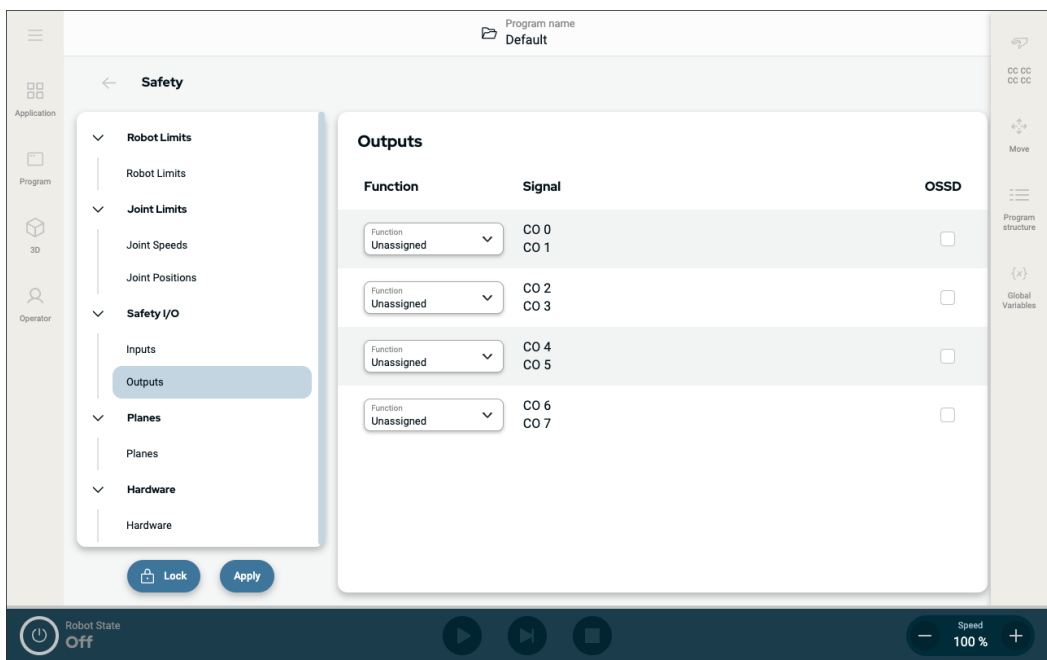 Program name
Default
Application
Program
3D
Operator
Safety
Robot Limits
Robot Limits
Joint Limits
Joint Speeds
Joint Positions
Safety I/O
Inputs
Outputs
Planes
Planes
Hardware
Hardware
Lock
Apply
Outputs
Function Signal OSSD
Function
Unassigned
CO 0
CO 1
Function
Unassigned
CO 2
CO 3
Function
Unassigned
CO 4
CO 5
Function
Unassigned
CO 6
CO 7
CC CC
CC CC
Move
Program
structure
{x}
Global
Variables
Robot State
Off
Speed
100 %